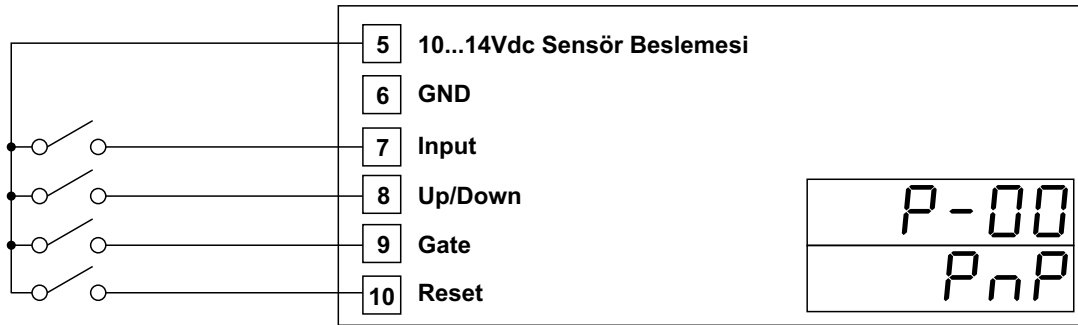 5 10...14Vdc Sensör Beslemesi
6 GND
7 Input
8 Up/Down
9 Gate
10 Reset
P-00
PnP